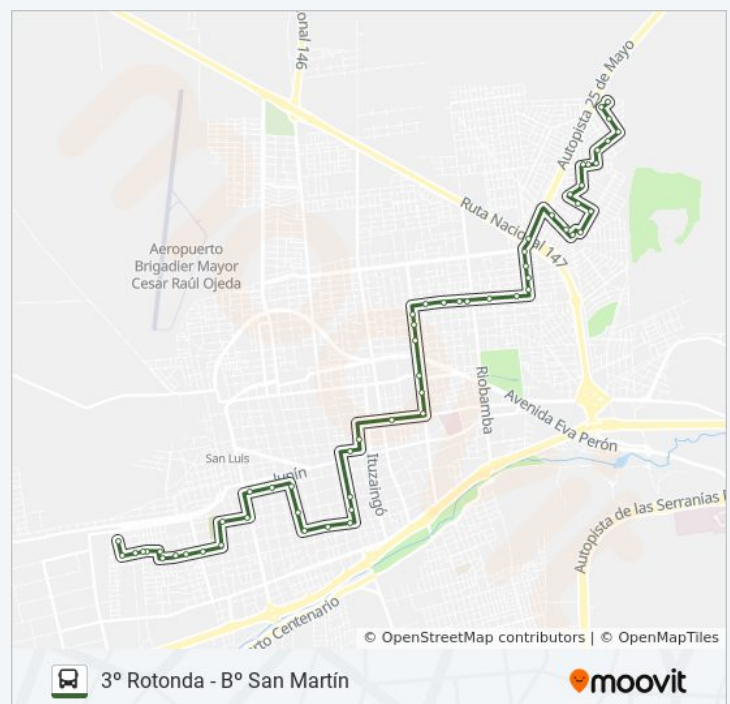 onal 146
Autopista 25 de Mayo
Ruta Nacional 147
Aeropuerto
Brigadier Mayor
Cesar Raúl Ojeda
Riobamba
Avenida Eva Perón
San Luis
Junín
Ituzaingó
Autopista de las Serranías P
rto Centenario
© OpenStreetMap contributors | © OpenMapTiles
3º Rotonda - Bº San Martín
moovit